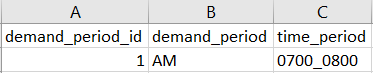 A B C
demand_period_id demand_period time_period
1 AM 0700_0800